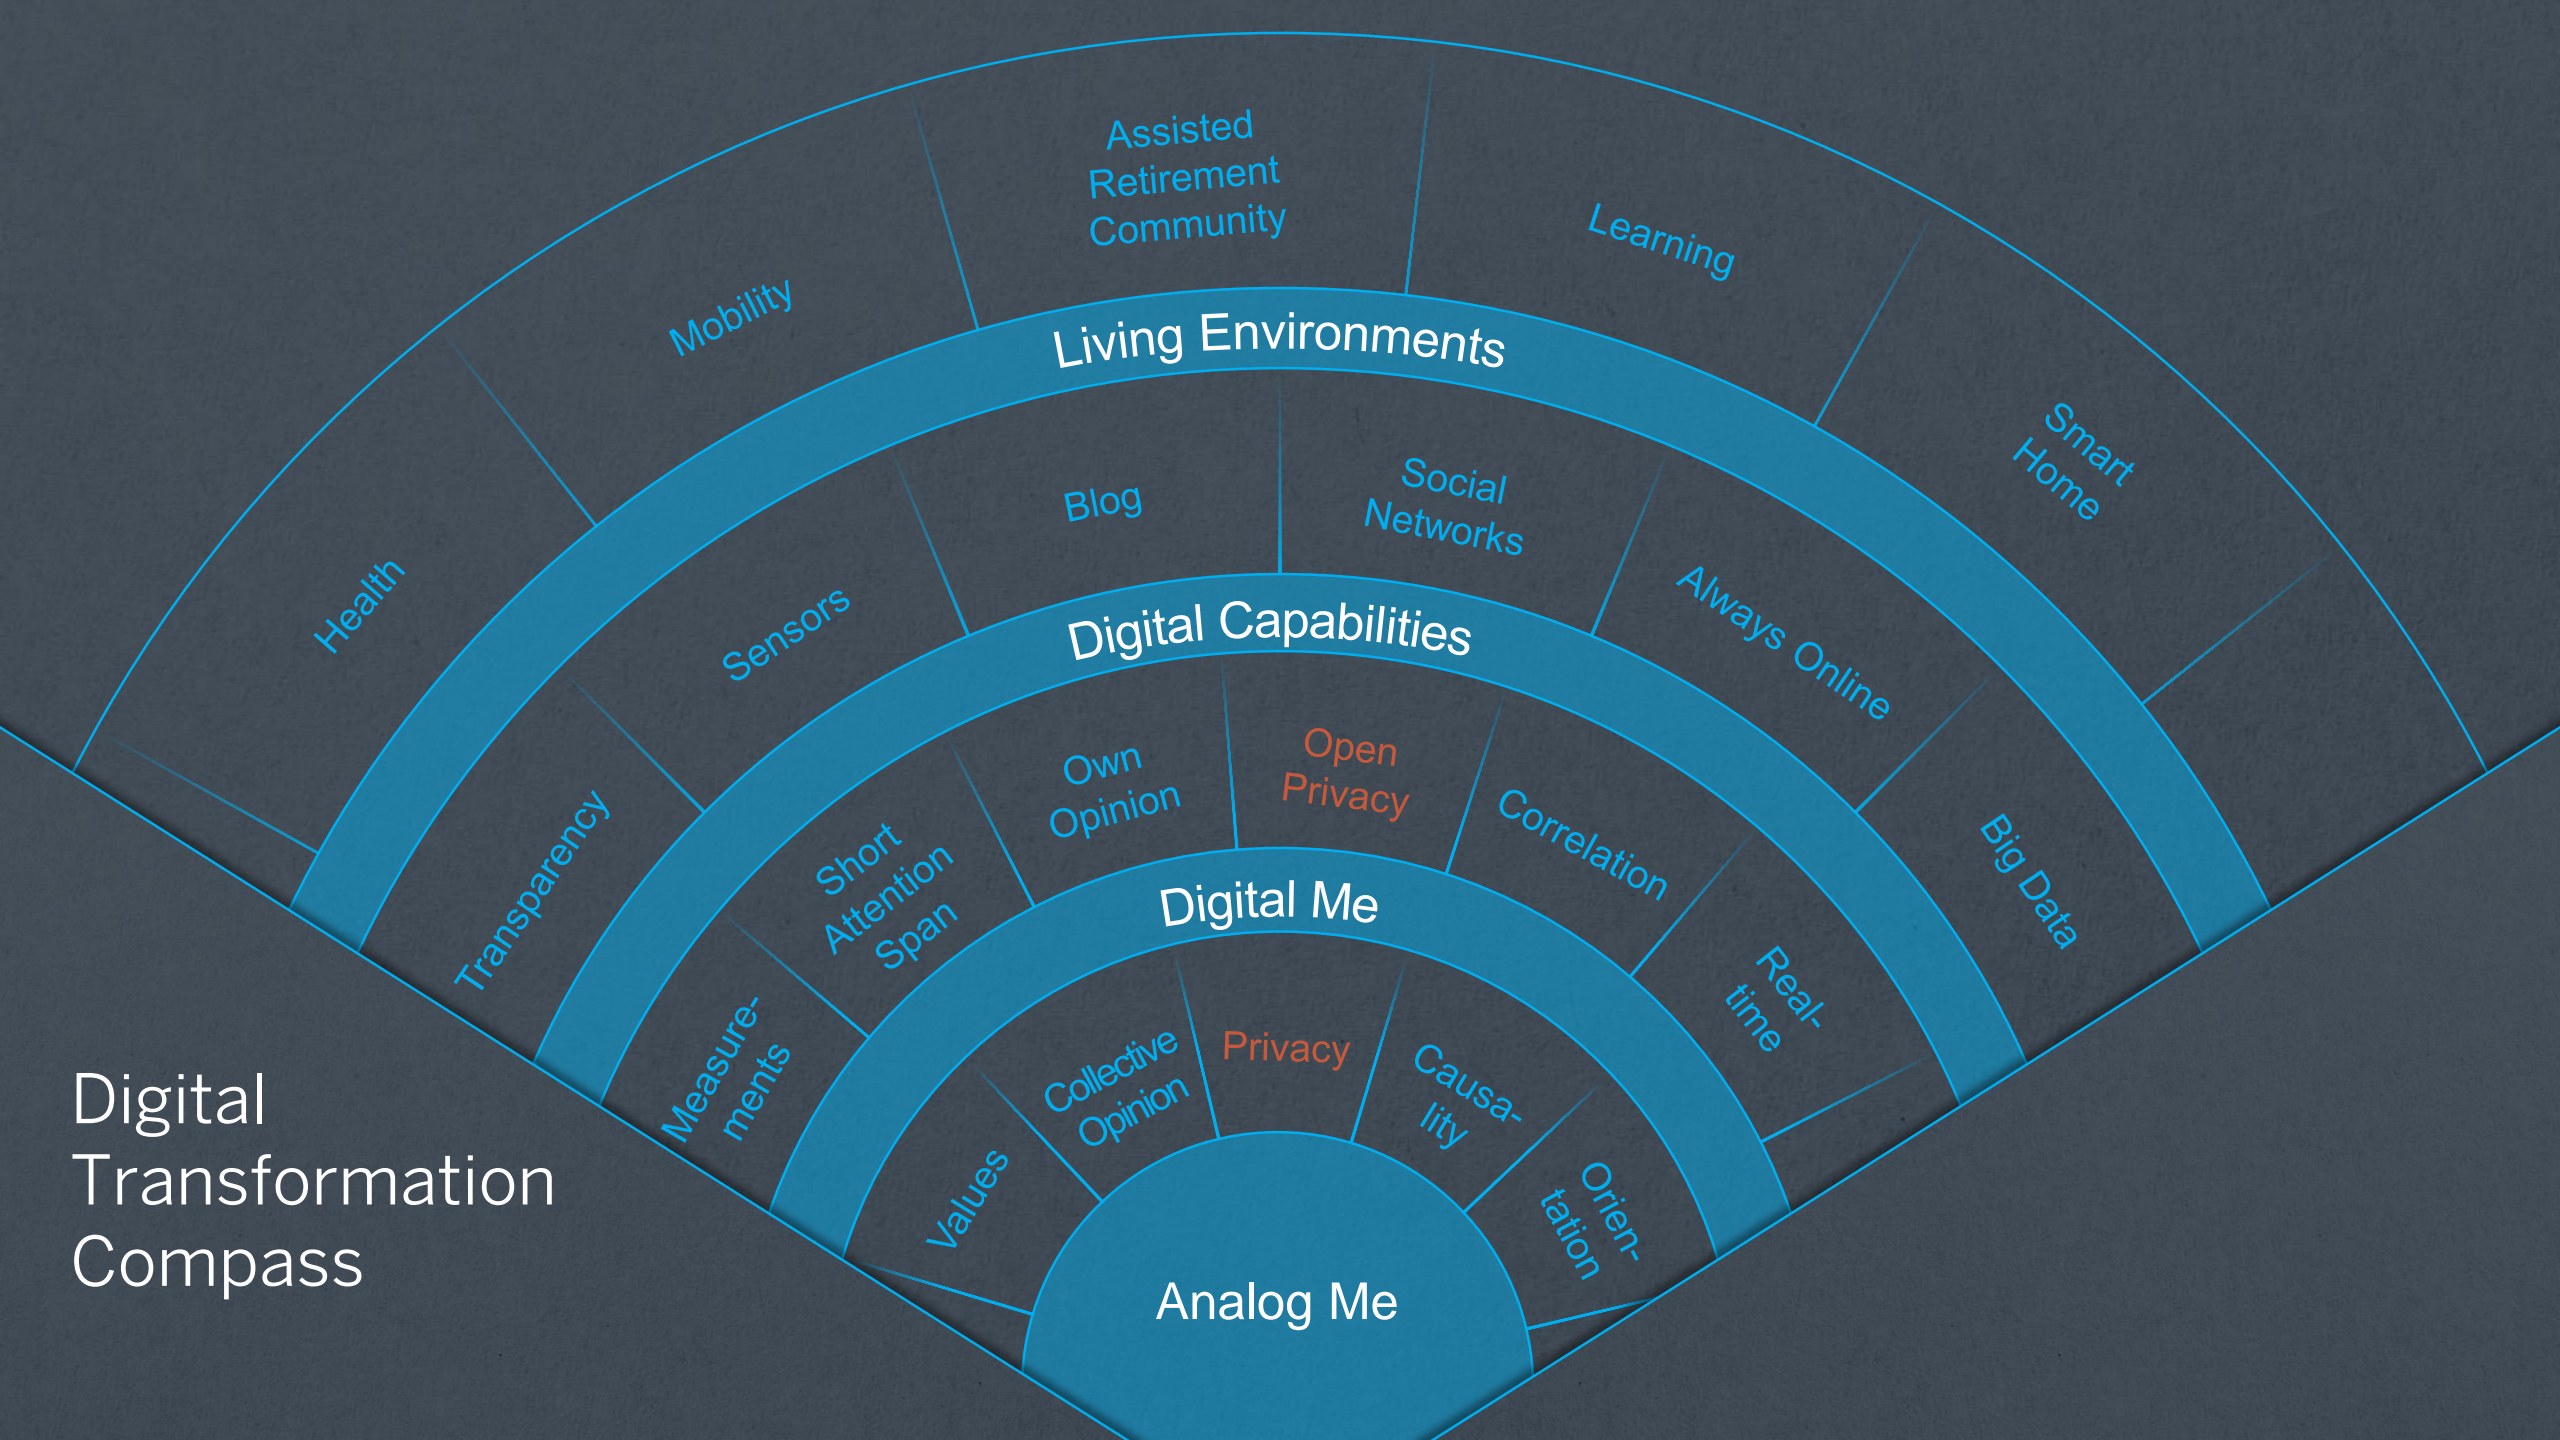 Assisted
Retirement
Community
Learning
Mobility
Smart
Home
Health
Living Environments
Blog
Social
Networks
Sensors
Always Online
Transparency
Big Data
Digital Capabilities
Own
Opinion
Open
Privacy
Short
Attention
Span
Correlation
Measure-
ments
Real-
time
Digital Me
Collective
Opinion
Privacy
Causa-
lity
Values
Orien-
tation
Analog Me
Digital
Transformation
Compass